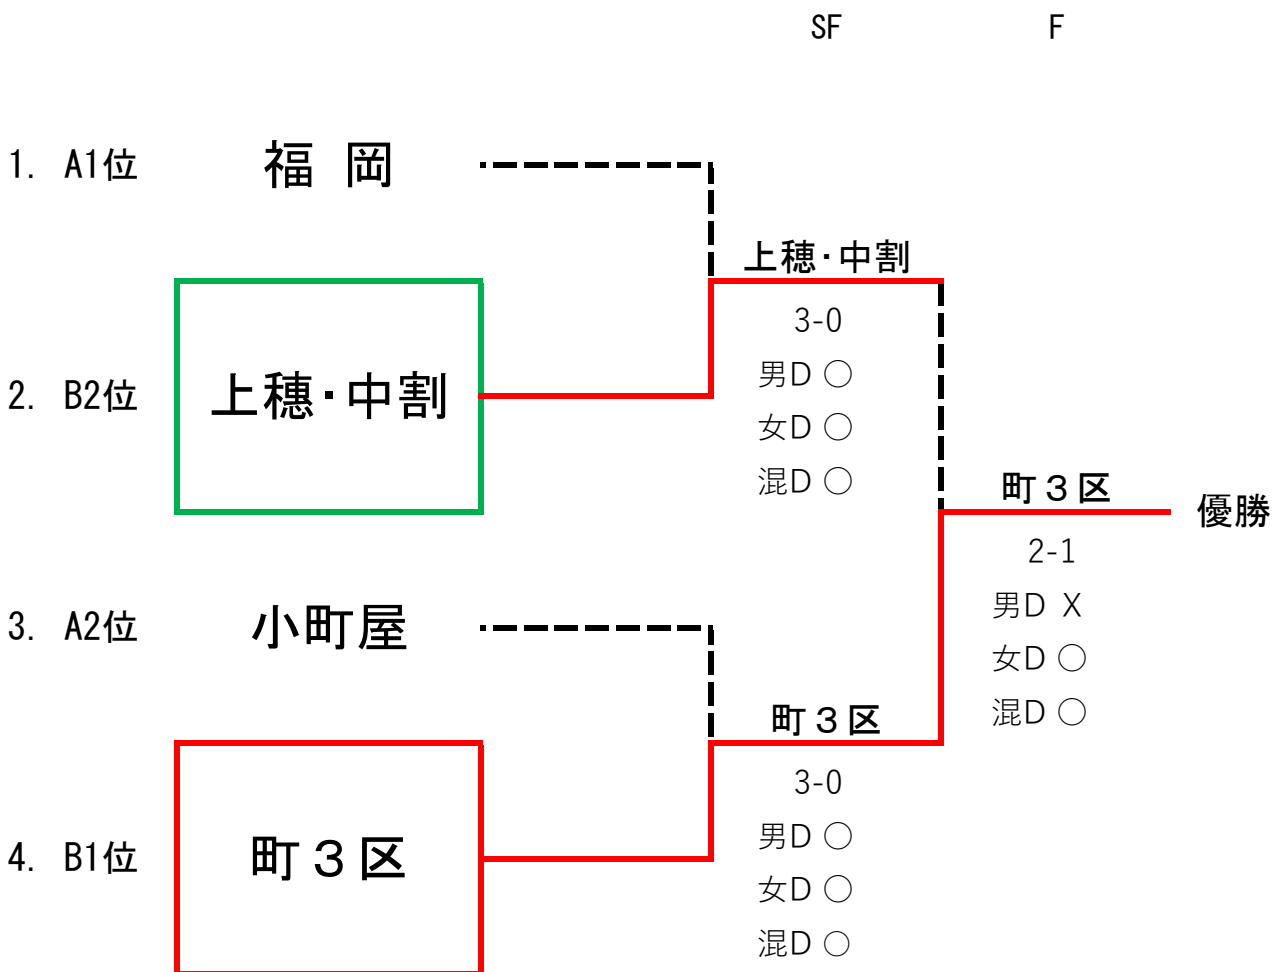 SF F
1. A1位 福 岡
上穂・中割
3-0
男D ○
2. B2位 上穂・中割
女D ○
混D ○
町３区
優勝
2-1
男D X
3. A2位 小町屋
女D ○
混D ○
町３区
3-0
男D ○
4. B1位 町３区
女D ○
混D ○